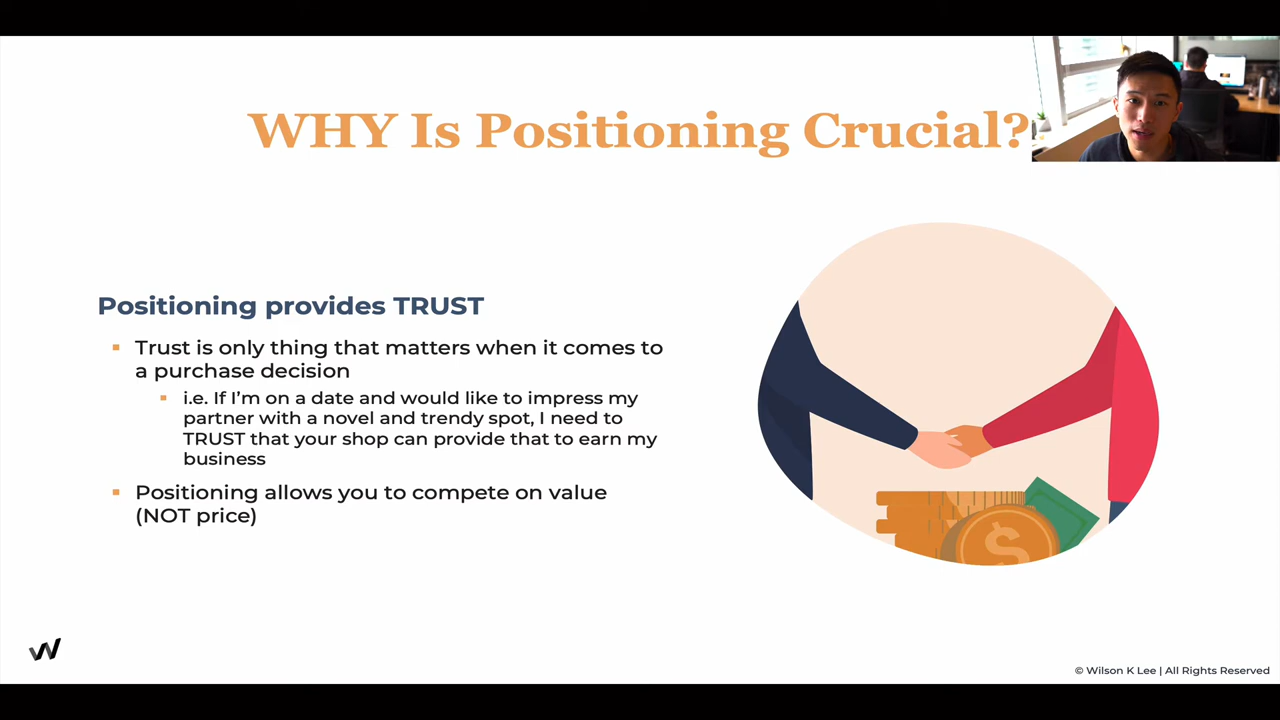 WHY Is Positioning Crucial?
Positioning provides TRUST
Trust is only thing that matters when it comes to
a purchase decision
i.e. If I’m on a date and would like to impress my
partner with a novel and trendy spot, I need to
TRUST that your shop can provide that to earn my
business
Positioning allows you to compete on value
(NOT price)
$
W
© Wilson K Lee | All Rights Reserved